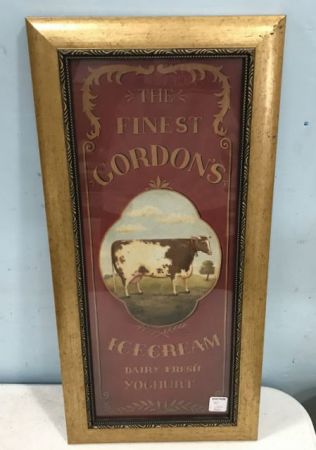 THE
FINEST
GORDON'S
ICE CREAM
DAIRY FRESH
YOGHURT